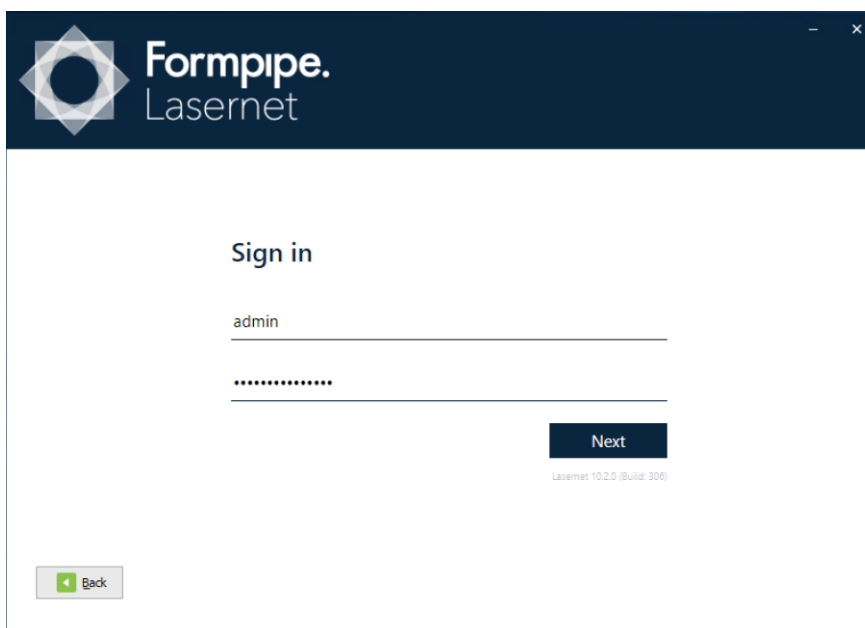 Formpipe.
Lasernet
Sign in
admin
•••••••••••••••
Next
Lasernet 10.2.0 (Build: 306)
Back